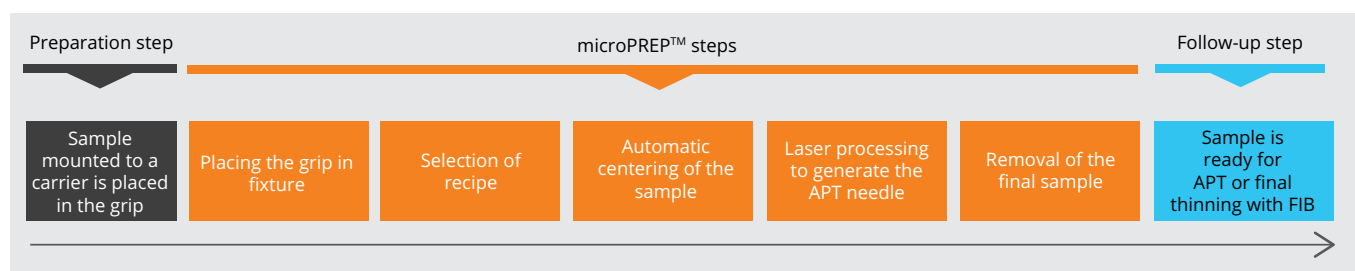 Preparation step
microPREP™ steps
Follow-up step
Sample
mounted to a
carrier is placed
in the grip
Placing the grip in
fixture
Selection of
recipe
Automatic
centering of the
sample
Laser processing
to generate the
APT needle
Removal of the
final sample
Sample is
ready for
APT or final
thinning with FIB